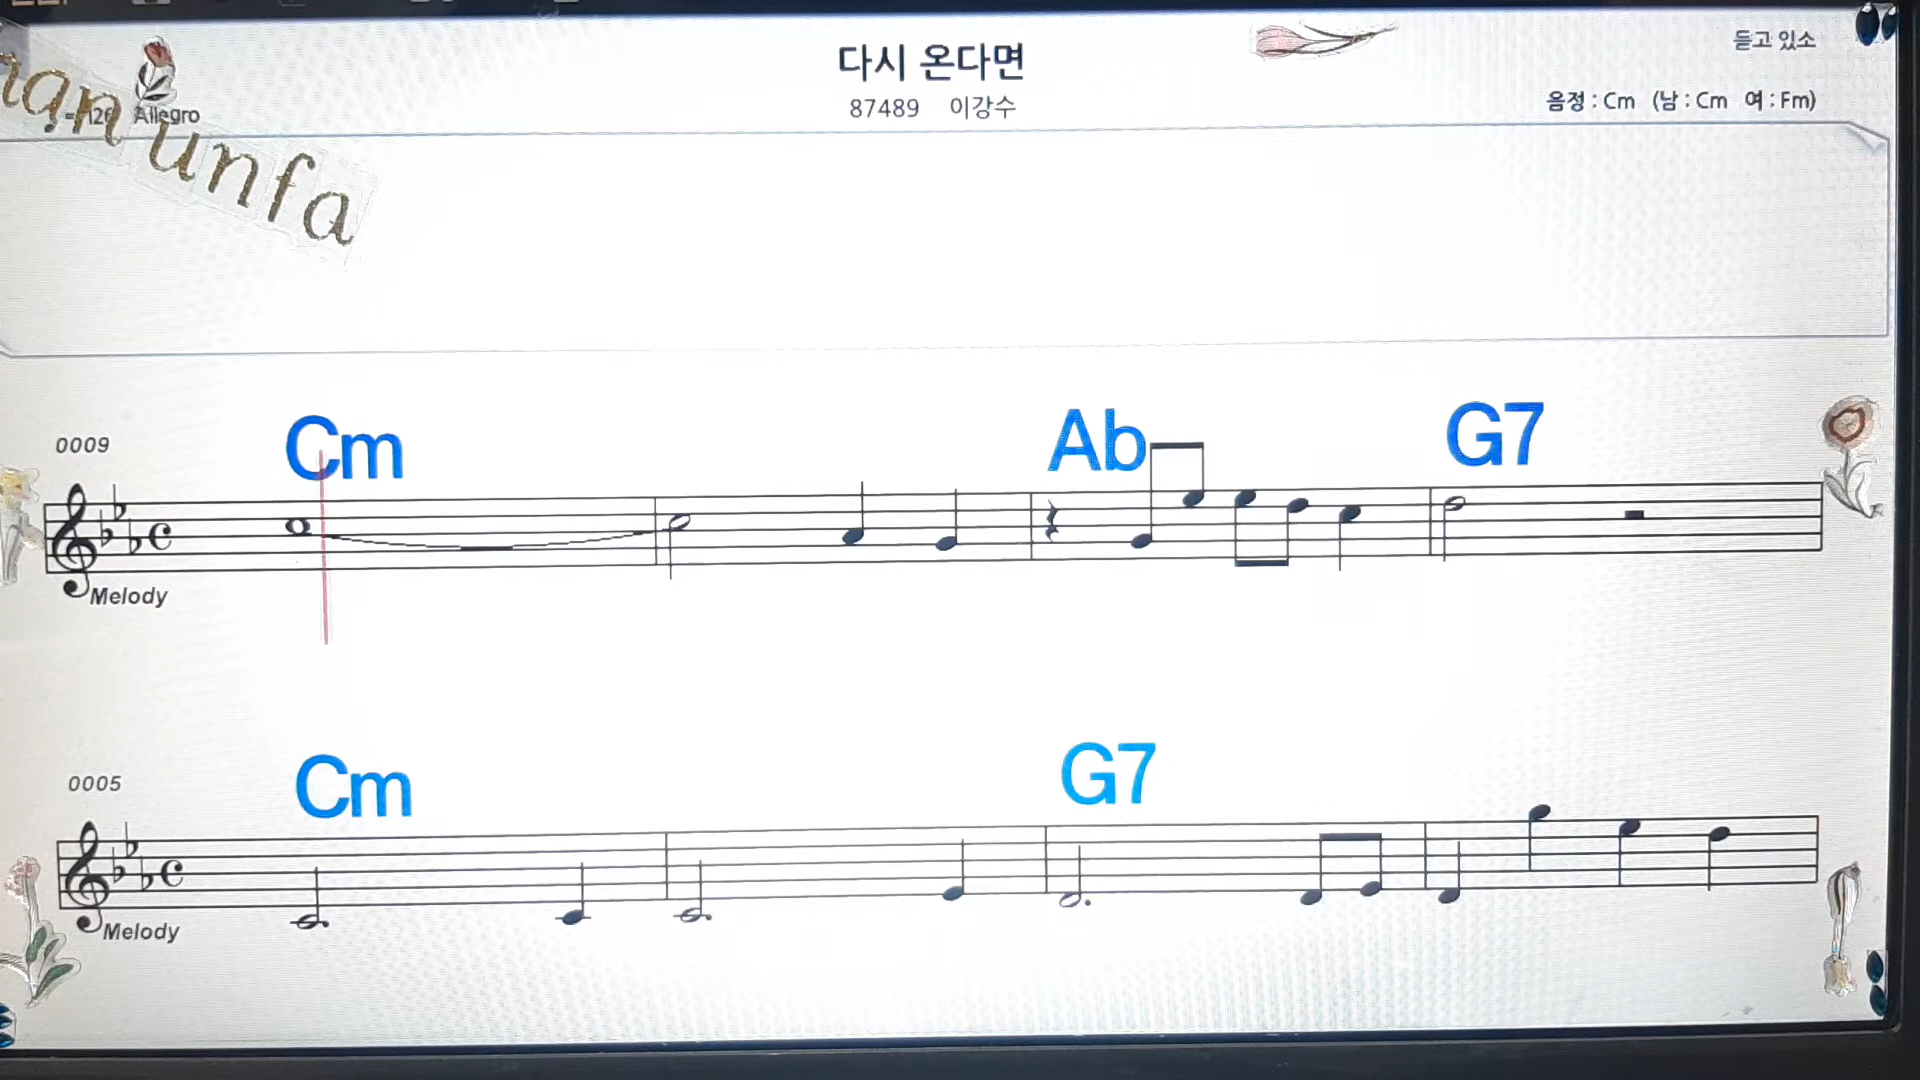 다시 온다면
듣고 있소
87489 이강수
음정 : Cm (남 : Cm 여 : Fm)
Allegro
unfa
0009
Cm Ab G7
Melody
0005
Cm G7
Melody